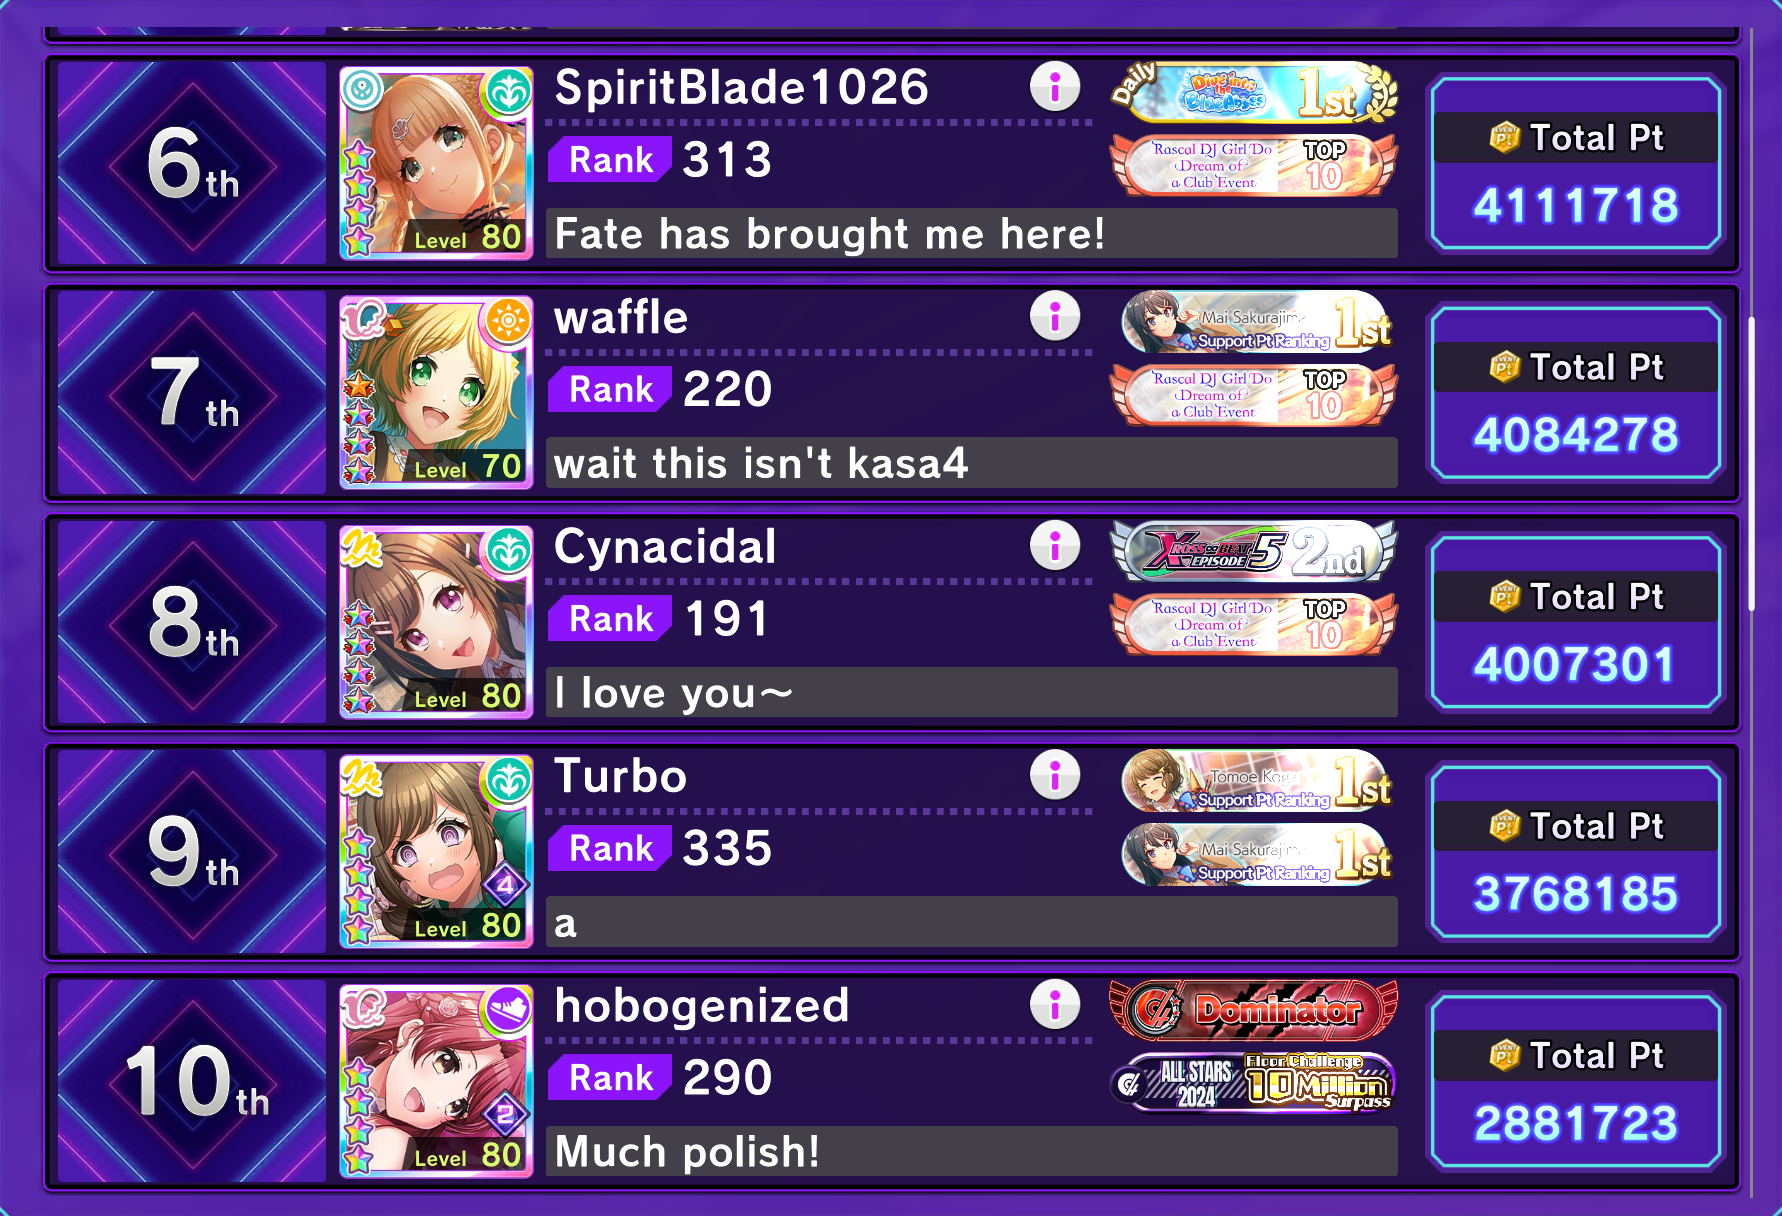 6th
Level 80
SpiritBlade1026
Rank 313
Fate has brought me here!
Daily
Dive into
the
Blue Abyss
1st
Rascal DJ Girl Do
Dream of
a Club Event
TOP
10
Total Pt
4111718
7th
Level 70
waffle
Rank 220
wait this isn't kasa4
Mai Sakurajima
Support Pt Ranking
1st
Rascal DJ Girl Do
Dream of
a Club Event
TOP
10
Total Pt
4084278
8th
Level 80
Cynacidal
Rank 191
I love you~
XROSS BEAT
EPISODE 5
2nd
Rascal DJ Girl Do
Dream of
a Club Event
TOP
10
Total Pt
4007301
9th
4
Level 80
Turbo
Rank 335
a
Tomoe Koga
Support Pt Ranking
1st
Mai Sakurajima
Support Pt Ranking
1st
Total Pt
3768185
10th
2
Level 80
hobogenized
Rank 290
Much polish!
Dominator
ALL STARS
2024
Floor Challenge
10 Million
Surpass
Total Pt
2881723